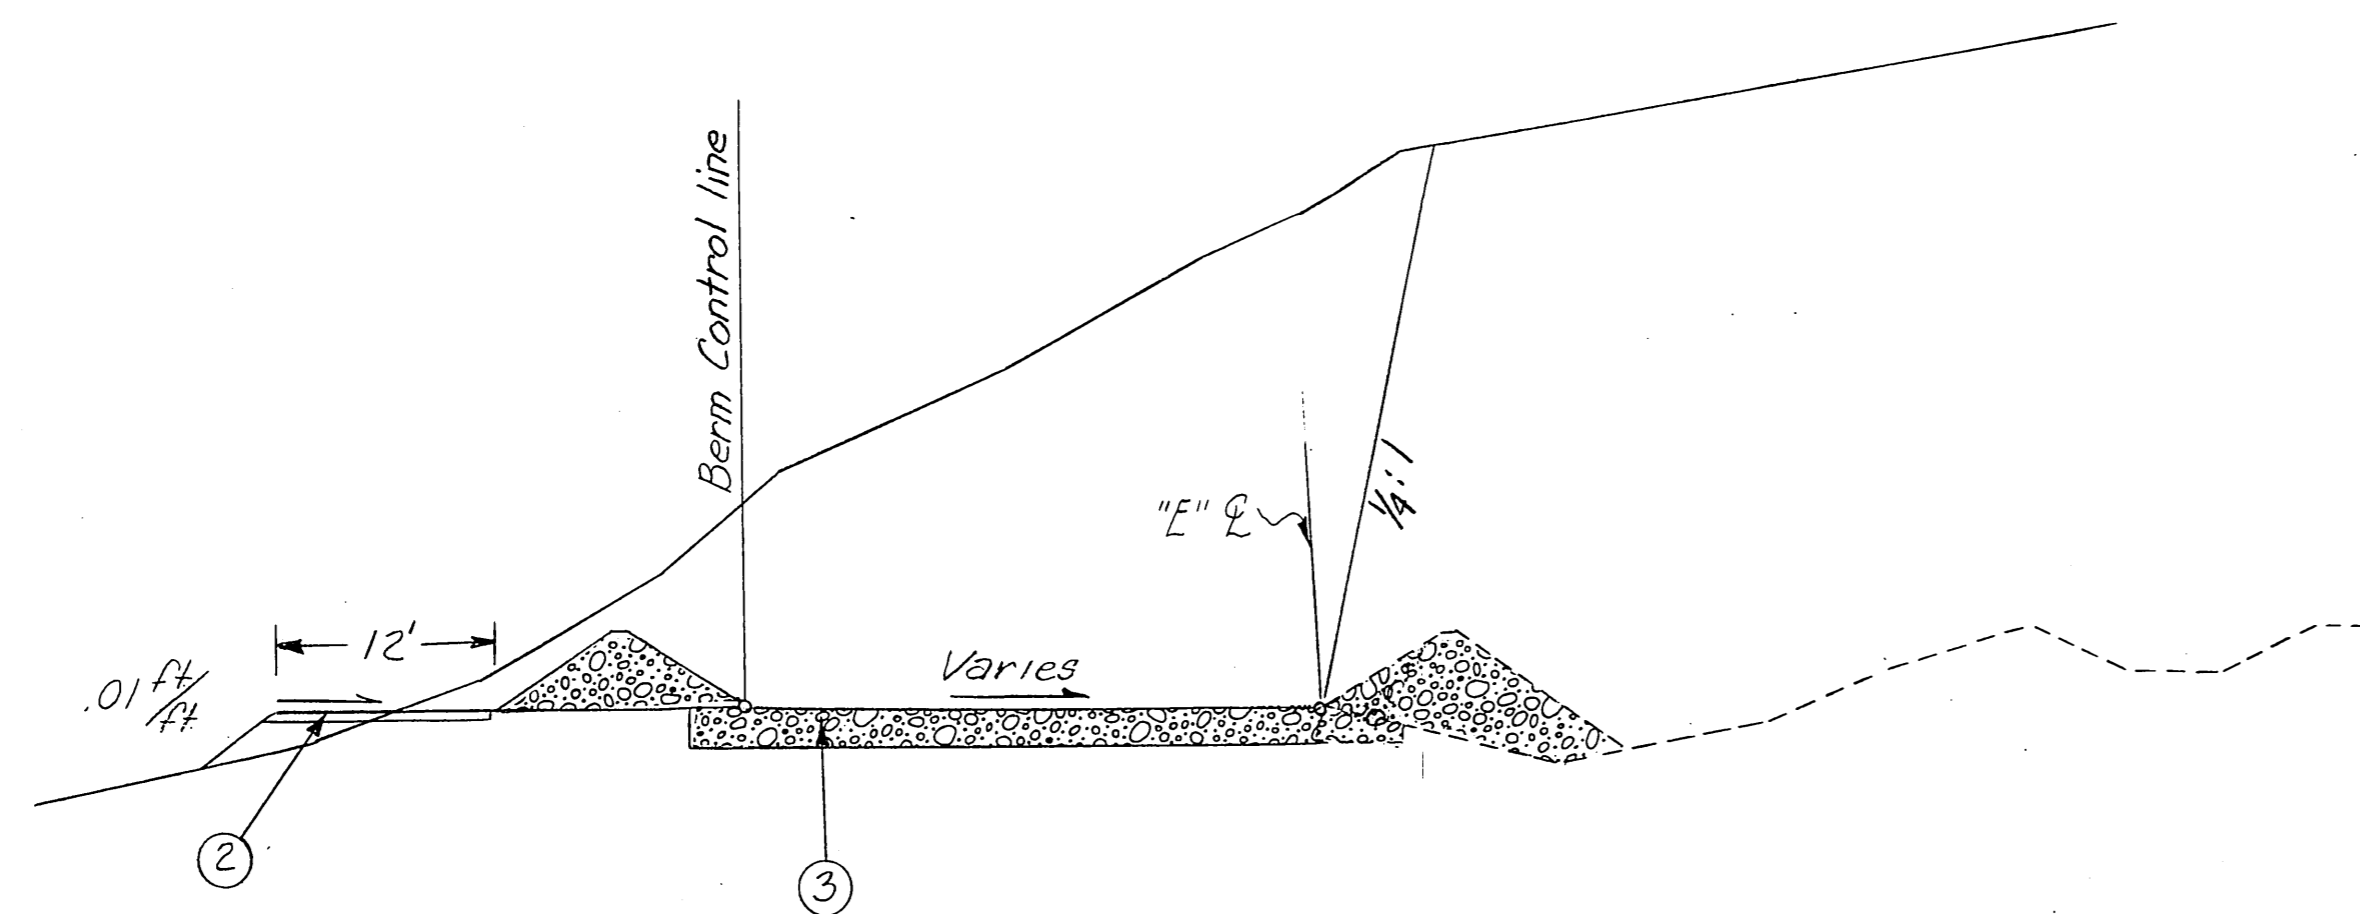 Berm Control line
"E" ℄
¼:1
12'
.01 ft/ft
Varies
2
3